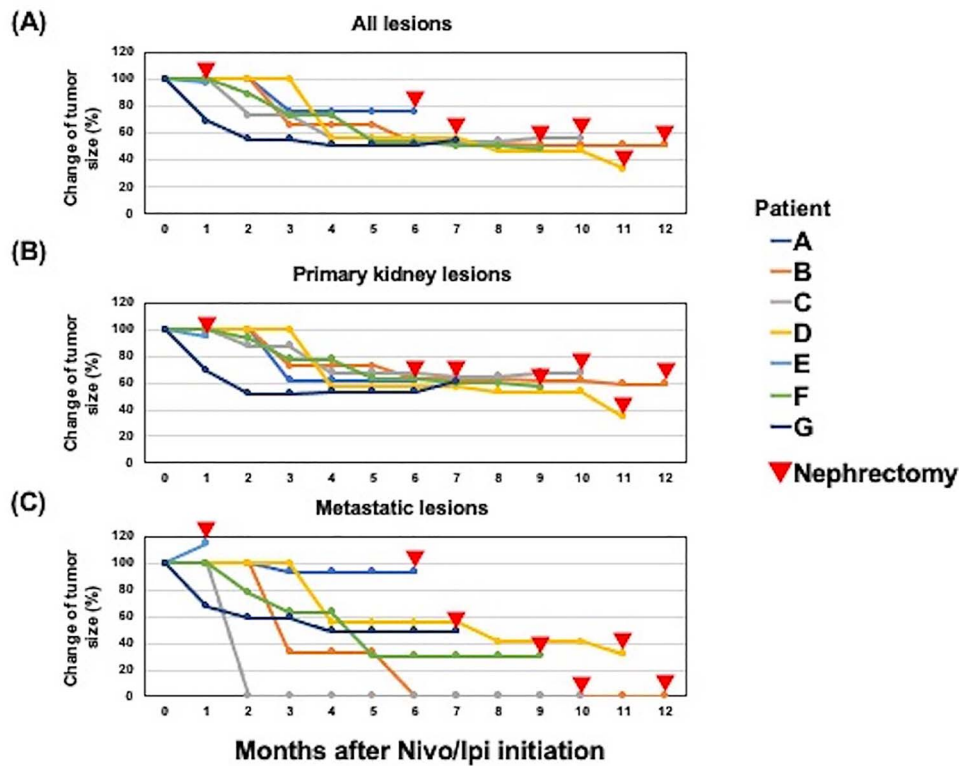 (A)
All lesions
Change of tumor
size (%)
120
100
80
60
40
20
0
0 1 2 3 4 5 6 7 8 9 10 11 12
(B)
Primary kidney lesions
Change of tumor
size (%)
120
100
80
60
40
20
0
0 1 2 3 4 5 6 7 8 9 10 11 12
(C)
Metastatic lesions
Change of tumor
size (%)
120
100
80
60
40
20
0
0 1 2 3 4 5 6 7 8 9 10 11 12
Months after Nivo/Ipi initiation
Patient
A
B
C
D
E
F
G
Nephrectomy